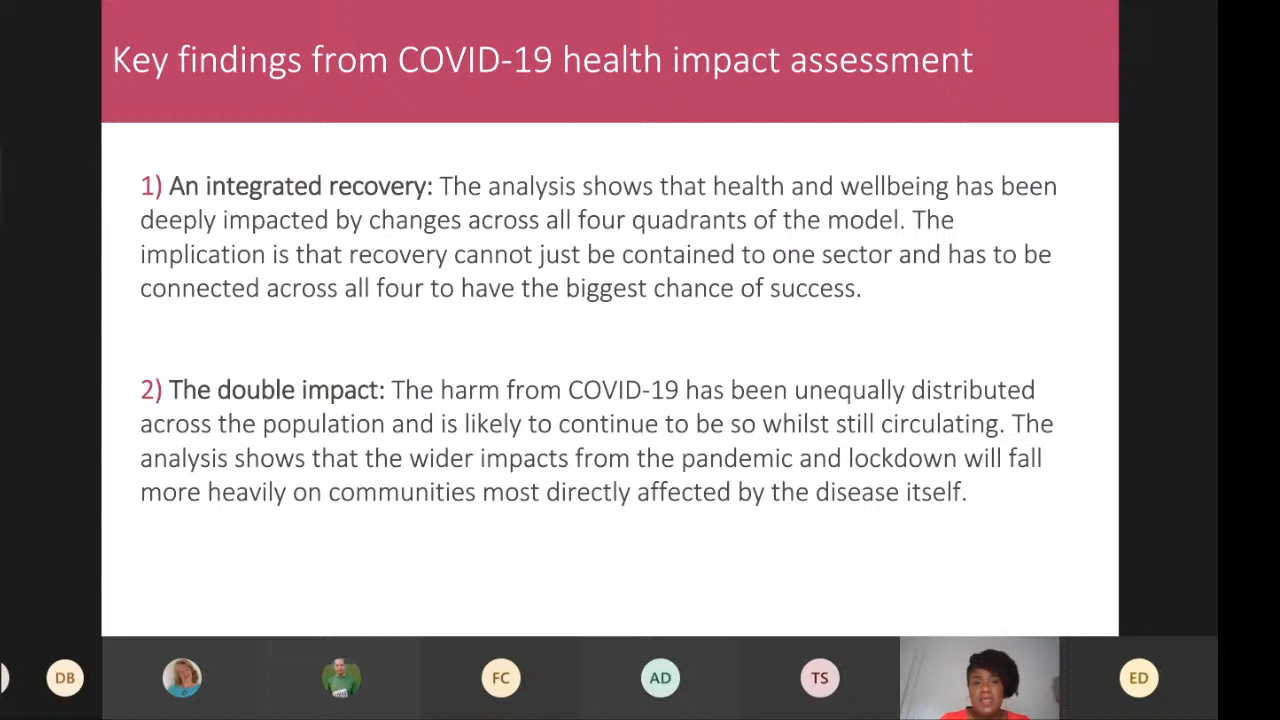 Key findings from COVID-19 health impact assessment
1) An integrated recovery: The analysis shows that health and wellbeing has been
deeply impacted by changes across all four quadrants of the model. The
implication is that recovery cannot just be contained to one sector and has to be
connected across all four to have the biggest chance of success.
2) The double impact: The harm from COVID-19 has been unequally distributed
across the population and is likely to continue to be so whilst still circulating. The
analysis shows that the wider impacts from the pandemic and lockdown will fall
more heavily on communities most directly affected by the disease itself.
DB
FC
AD
TS
ED